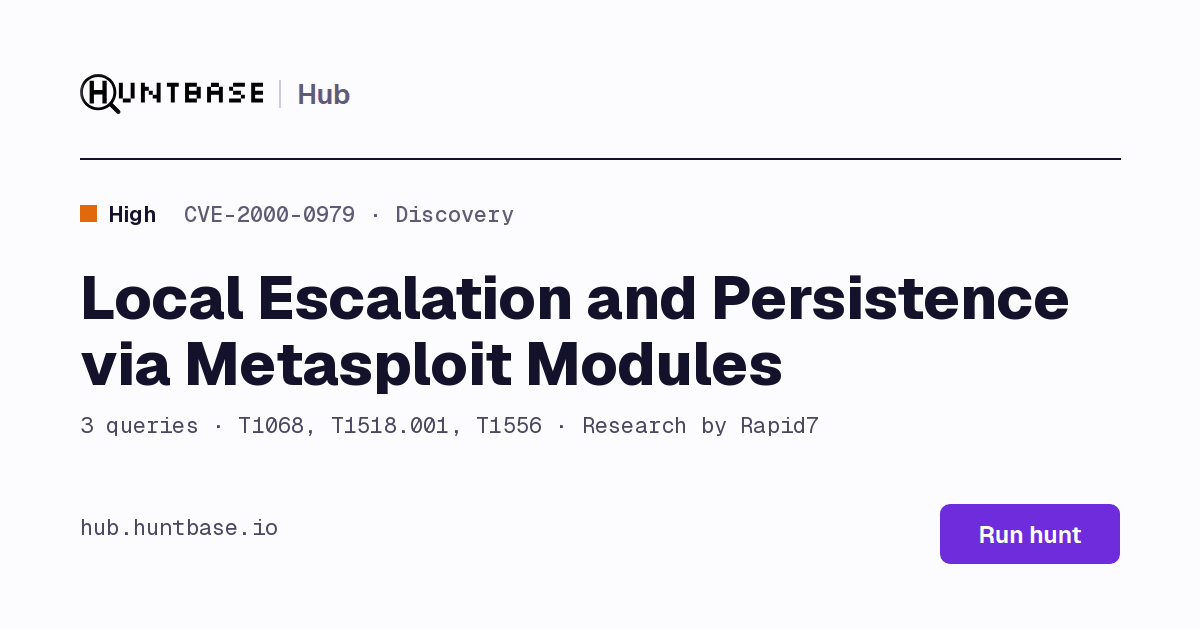 HUNTBASE Hub
High CVE-2000-0979 · Discovery
Local Escalation and Persistence
via Metasploit Modules
3 queries · T1068, T1518.001, T1556 · Research by Rapid7
hub.huntbase.io
Run hunt